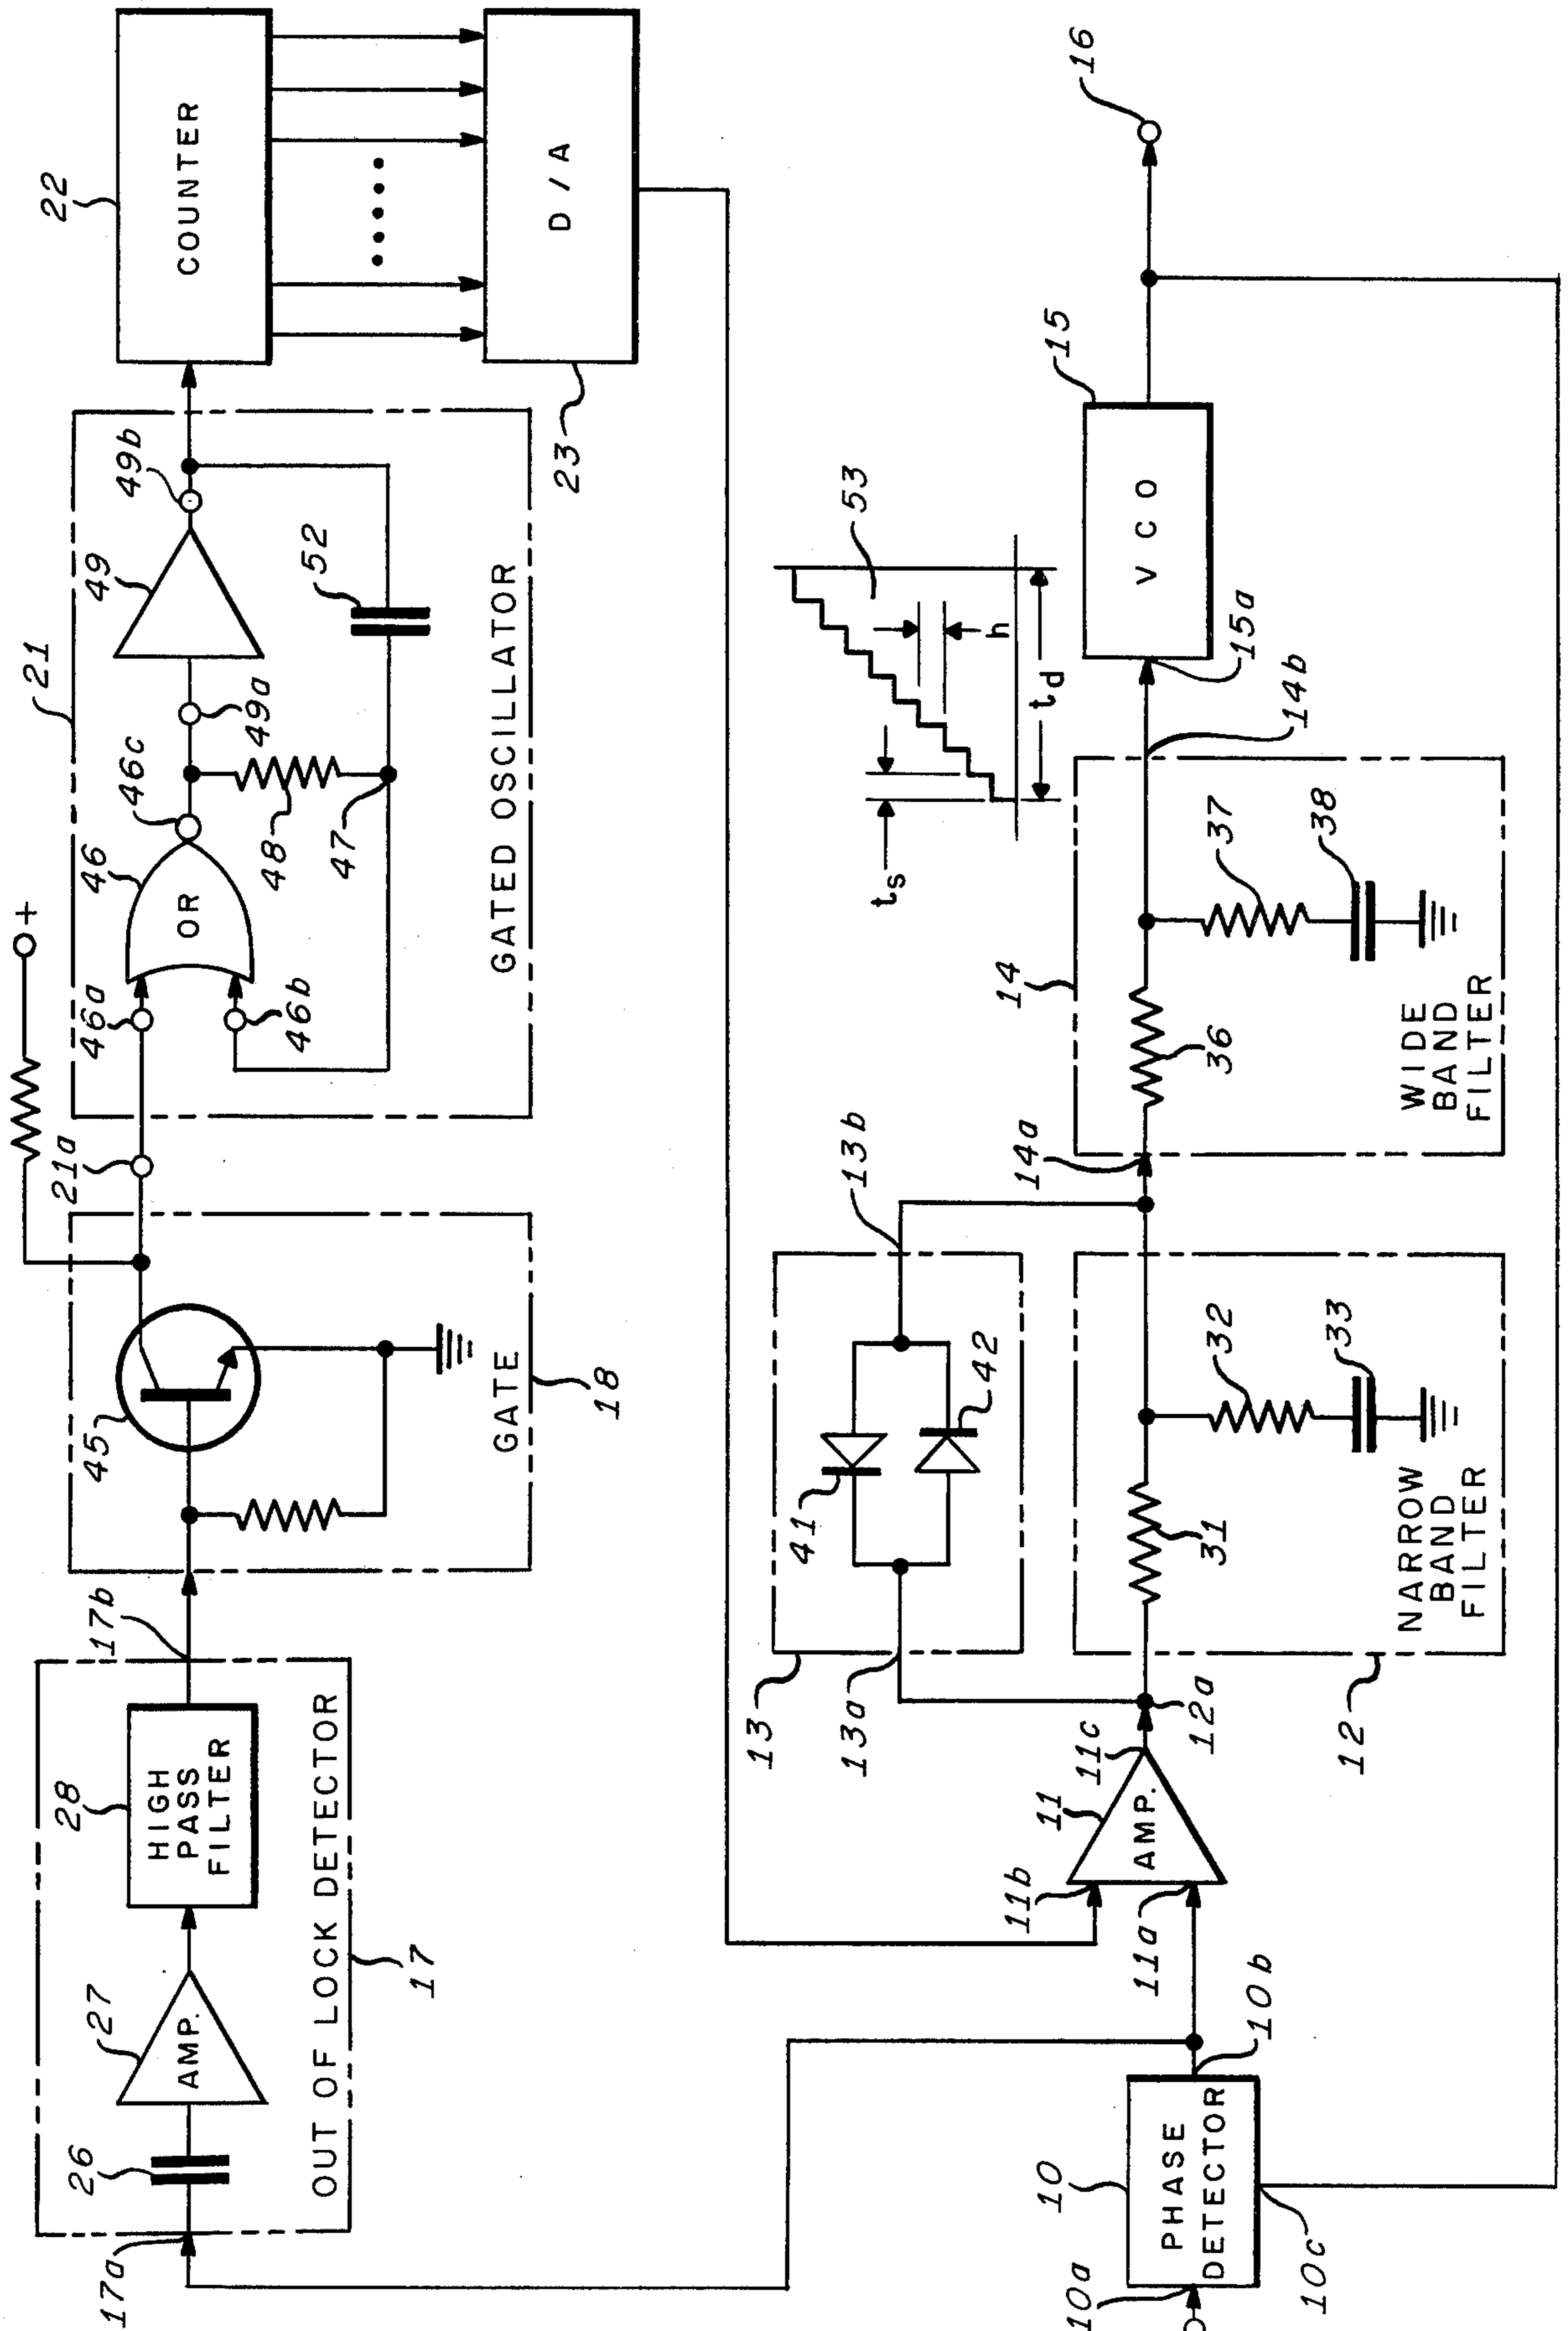 17a
26
27
AMP.
28
HIGH
PASS
FILTER
17b
OUT OF LOCK DETECTOR
17
45
GATE
18
21a
+
21
46a
46
OR
46b
46c
48
47
49a
49
49b
52
GATED OSCILLATOR
22
COUNTER
D/A
23
10a
10
PHASE
DETECTOR
10b
10c
11b
11a
11
AMP.
11c
12a
13
13a
41
42
13b
31
32
33
NARROW
BAND
FILTER
12
14a
14
36
37
38
WIDE
BAND
FILTER
14b
ts
h
td
53
15
VCO
15a
16